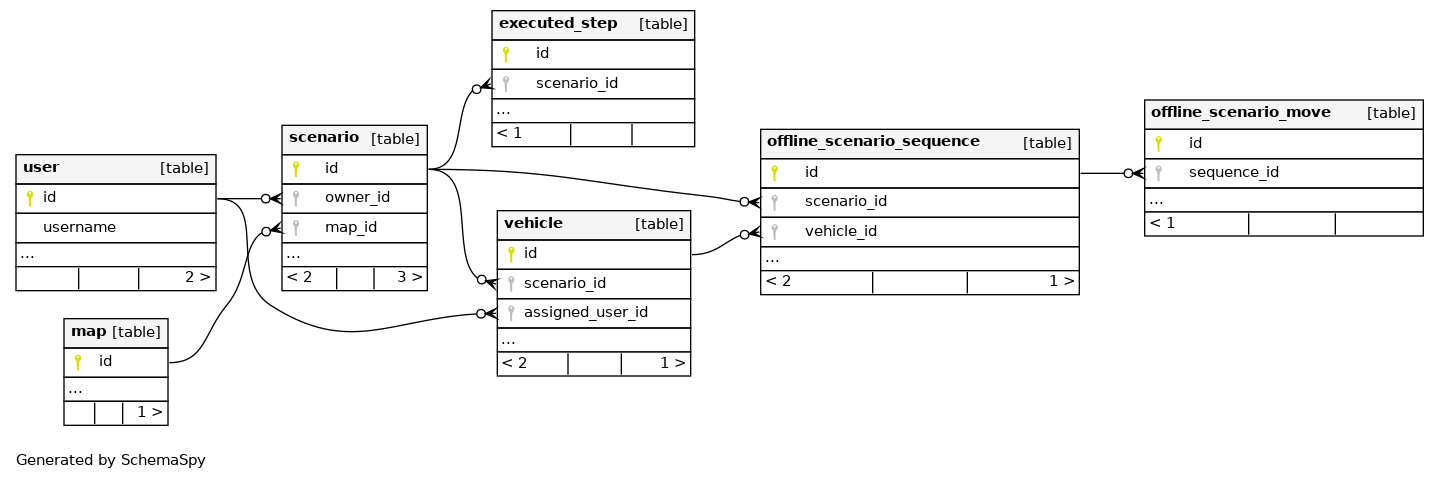 executed_step [table]
id
scenario_id
...
< 1
scenario [table]
id
owner_id
map_id
...
< 2 3 >
user [table]
id
username
...
2 >
map [table]
id
...
1 >
vehicle [table]
id
scenario_id
assigned_user_id
...
< 2 1 >
offline_scenario_sequence [table]
id
scenario_id
vehicle_id
...
< 2 1 >
offline_scenario_move [table]
id
sequence_id
...
< 1
Generated by SchemaSpy